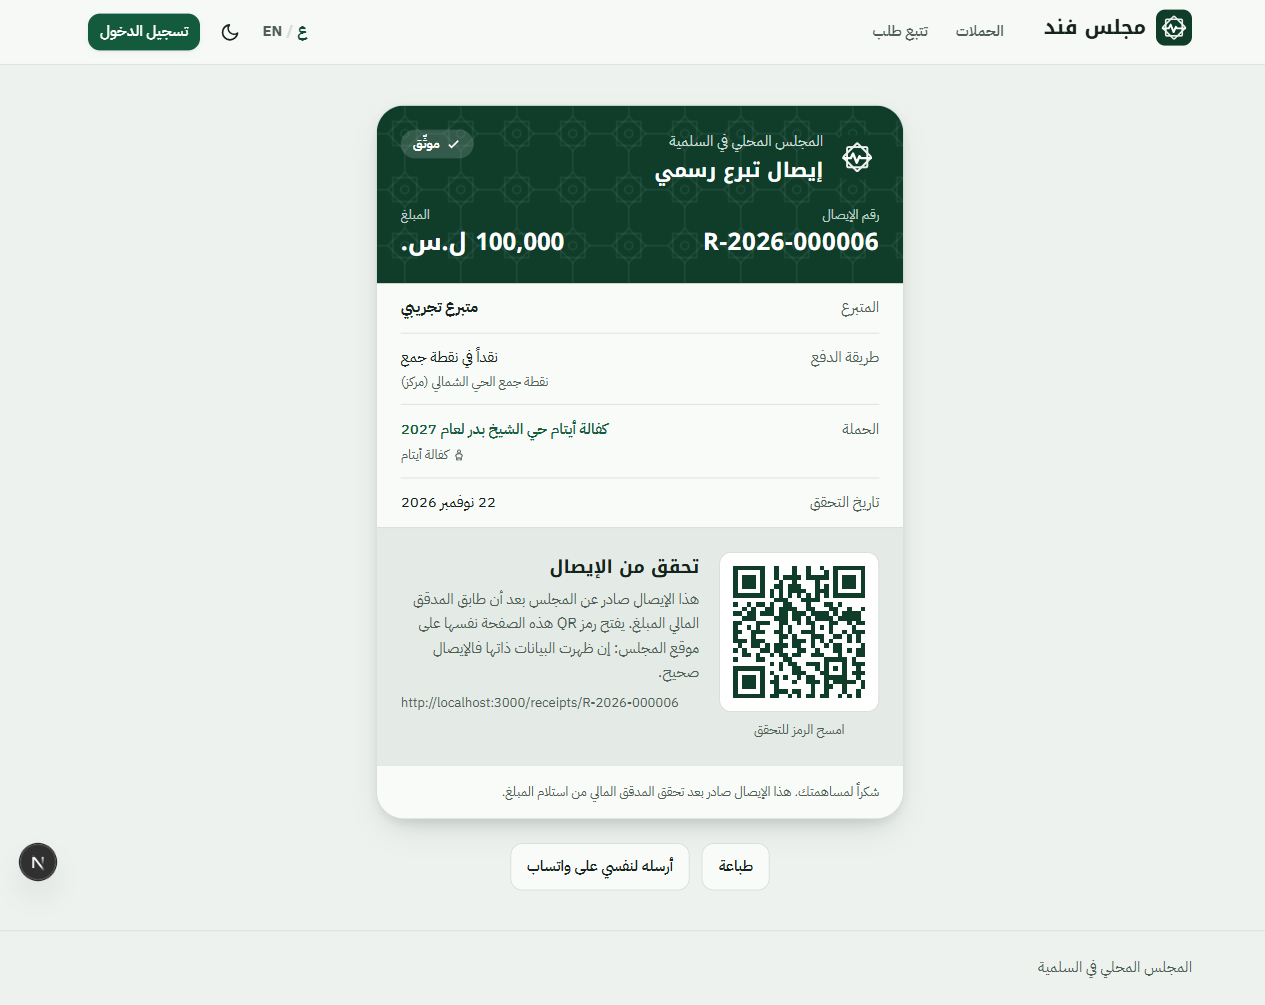 مجلس فند
الحملات
تتبع طلب
ع / EN
تسجيل الدخول
المجلس المحلي في السلمية
إيصال تبرع رسمي
موثّق
رقم الإيصال
R-2026-000006
المبلغ
100,000 ل.س.
المتبرع
متبرع تجريبي
طريقة الدفع
نقداً في نقطة جمع
نقطة جمع الحي الشمالي (مركز)
الحملة
كفالة أيتام حي الشيخ بدر لعام 2027
كفالة أيتام
تاريخ التحقق
22 نوفمبر 2026
امسح الرمز للتحقق
تحقق من الإيصال
هذا الإيصال صادر عن المجلس بعد أن طابق المدقق
المالي المبلغ. يفتح رمز QR هذه الصفحة نفسها على
موقع المجلس: إن ظهرت البيانات ذاتها فالإيصال
صحيح.
http://localhost:3000/receipts/R-2026-000006
شكراً لمساهمتك. هذا الإيصال صادر بعد تحقق المدقق المالي من استلام المبلغ.
طباعة
أرسله لنفسي على واتساب
N
المجلس المحلي في السلمية